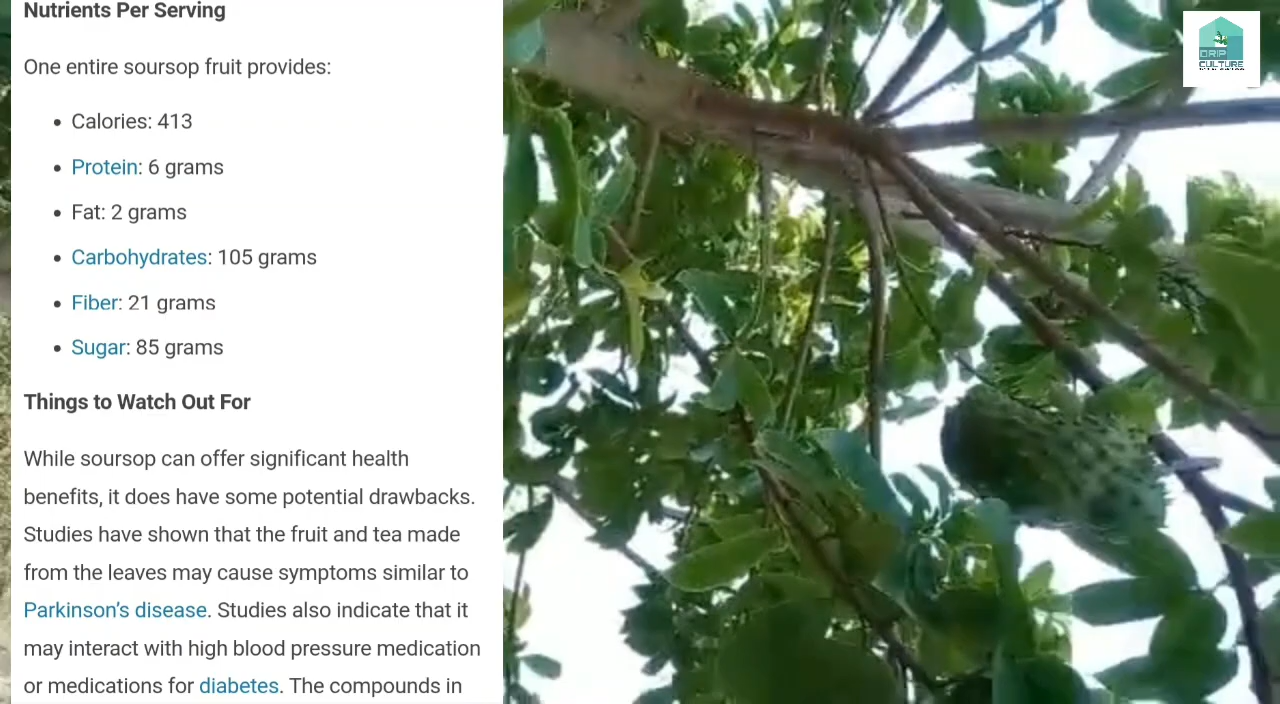 Nutrients Per Serving
One entire soursop fruit provides:
• Calories: 413
• Protein: 6 grams
• Fat: 2 grams
• Carbohydrates: 105 grams
• Fiber: 21 grams
• Sugar: 85 grams
Things to Watch Out For
While soursop can offer significant health
benefits, it does have some potential drawbacks.
Studies have shown that the fruit and tea made
from the leaves may cause symptoms similar to
Parkinson's disease. Studies also indicate that it
may interact with high blood pressure medication
or medications for diabetes. The compounds in
DRIP
CULTURE